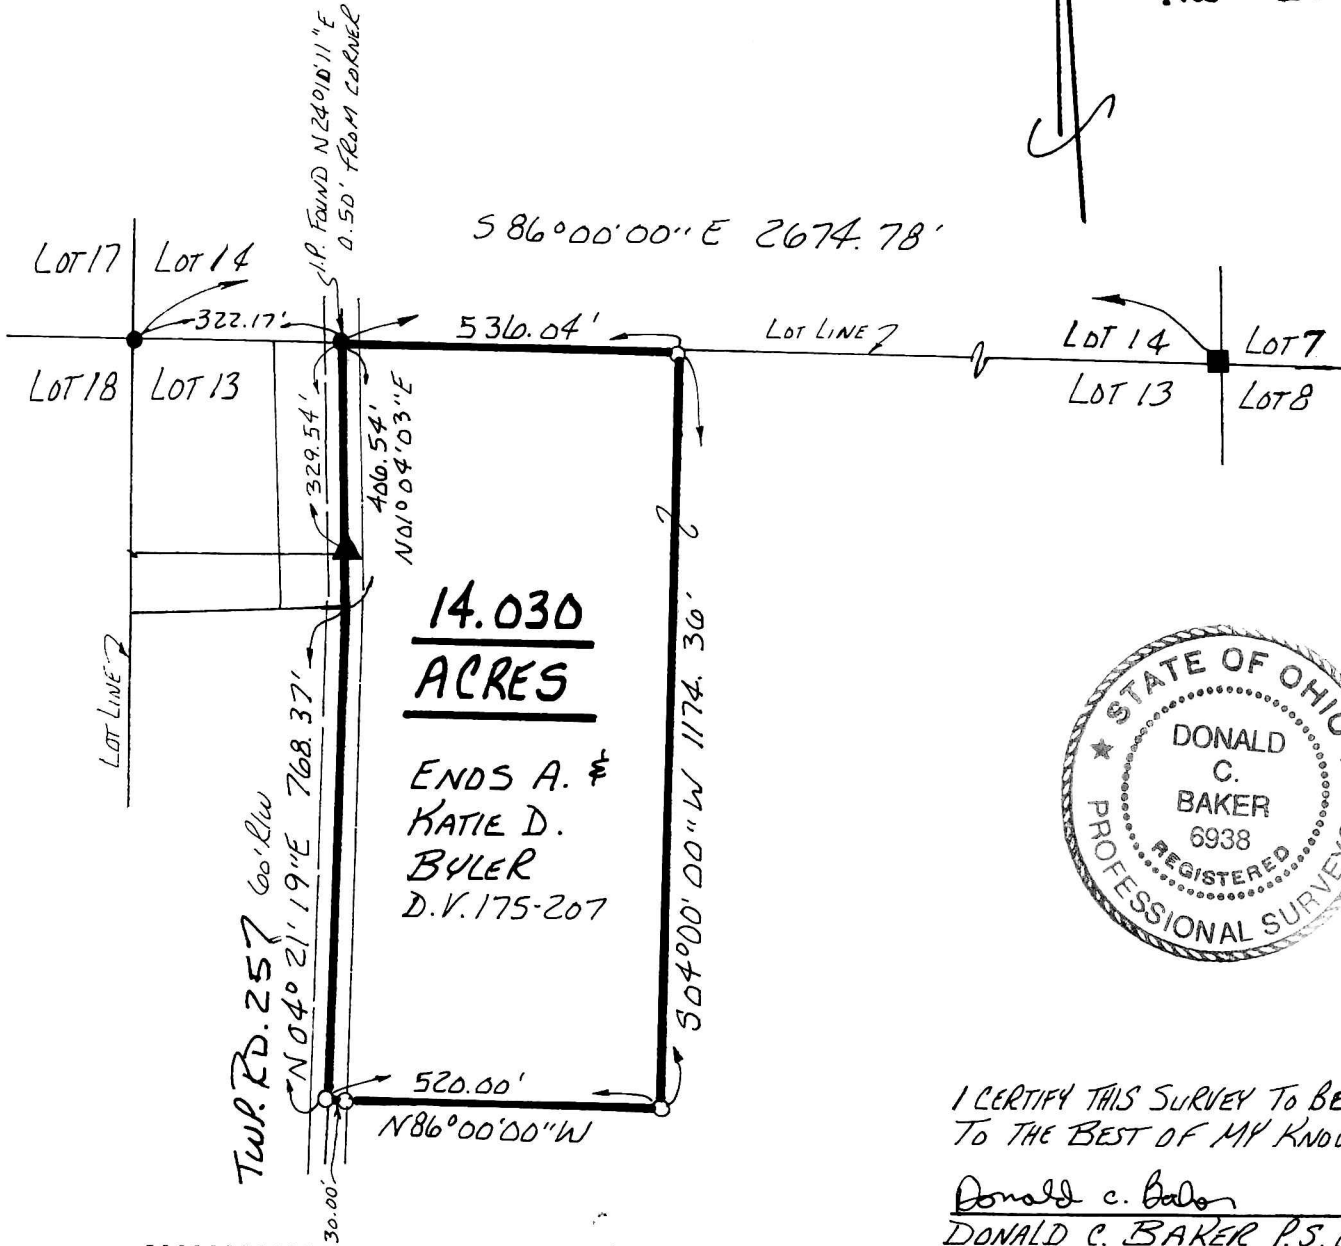 I.P. FOUND N24°10'11"E
0.50' FROM CORNER
S 86°00'00" E 2674.78'
LOT 17
LOT 14
322.17'
536.04'
LOT LINE
LOT 14
LOT 7
LOT 18
LOT 13
LOT 13
LOT 8
329.54'
406.54'
N01°04'03"E
14.030
ACRES
ENOS A. &
KATIE D.
BYLER
D.V. 175-207
LOT LINE
TWP. RD. 257 60' R/W
N 04° 21' 19"E 768.37'
S04°00'00"W 1174.36'
520.00'
N86°00'00"W
30.00'
STATE OF OHIO
DONALD
C.
BAKER
6938
REGISTERED
PROFESSIONAL
I CERTIFY THIS SURVEY TO BE
TO THE BEST OF MY
Donald C. Baker
DONALD C. BAKER P.S.